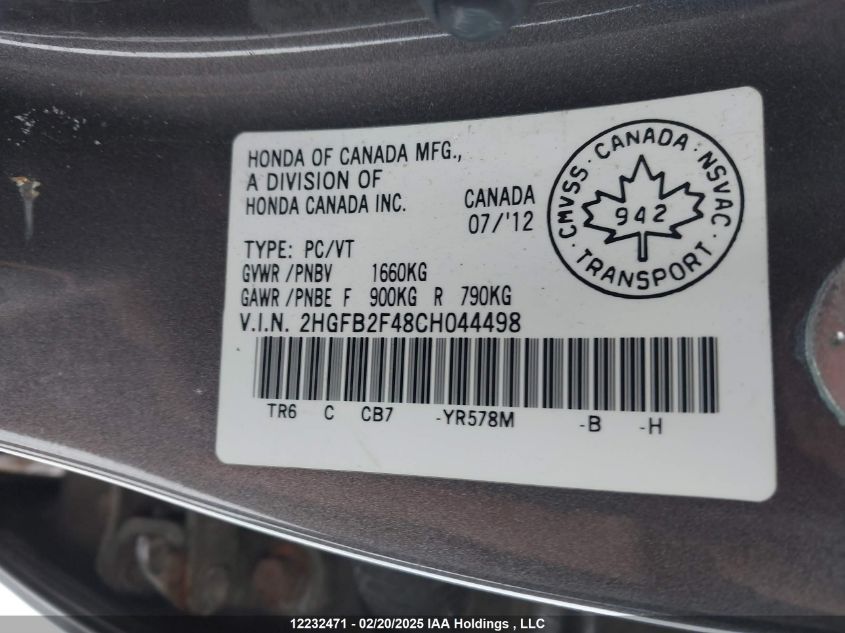 HONDA OF CANADA MFG.,
A DIVISION OF
HONDA CANADA INC.
CANADA
07/'12
CMVSS · CANADA · NSVAC
942
· TRANSPORT ·
TYPE: PC/VT
GVWR /PNBV 1660KG
GAWR /PNBE F 900KG R 790KG
V.I.N. 2HGFB2F48CH044498
TR6 C CB7 -YR578M -B -H
12232471 - 02/20/2025 IAA Holdings , LLC